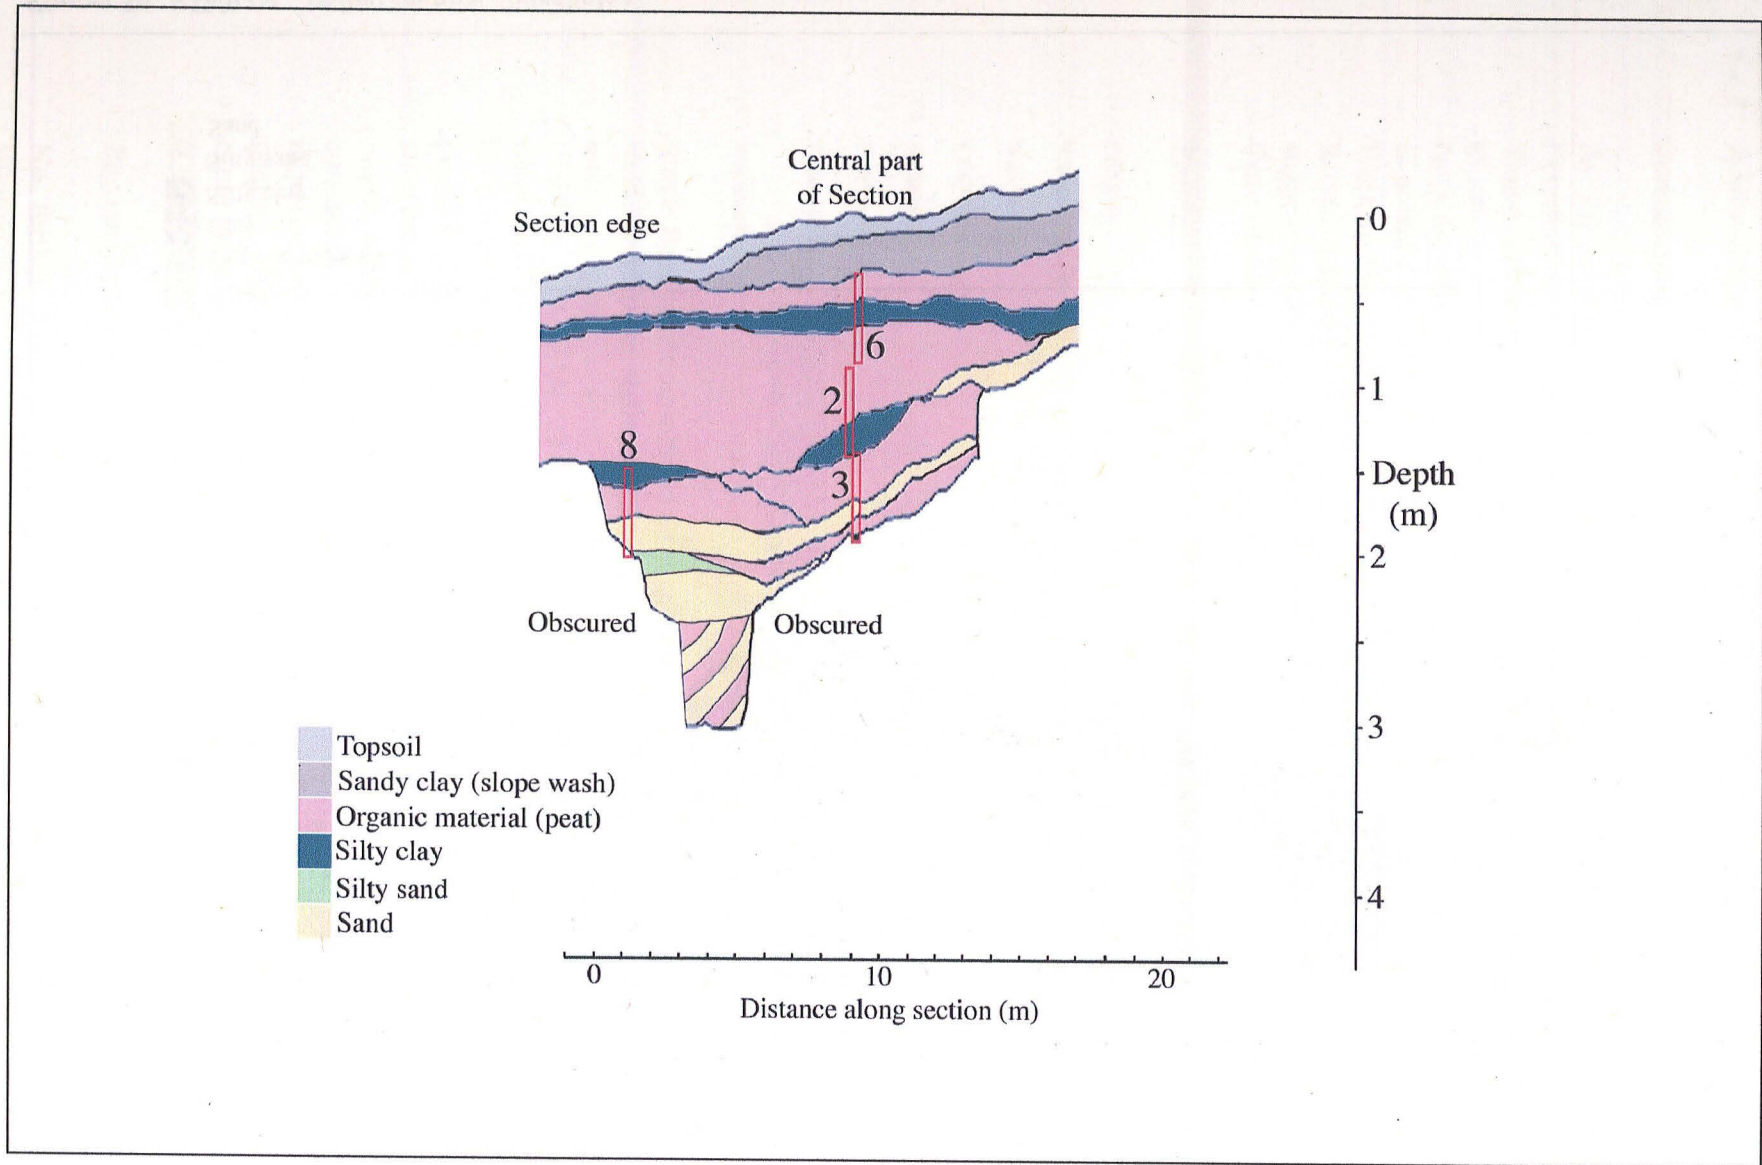 Central part
of Section
Section edge
0
6
1
2
8
Depth
(m)
3
2
Obscured
Obscured
3
Topsoil
Sandy clay (slope wash)
Organic material (peat)
Silty clay
Silty sand
4
Sand
0
10
20
Distance along section (m)